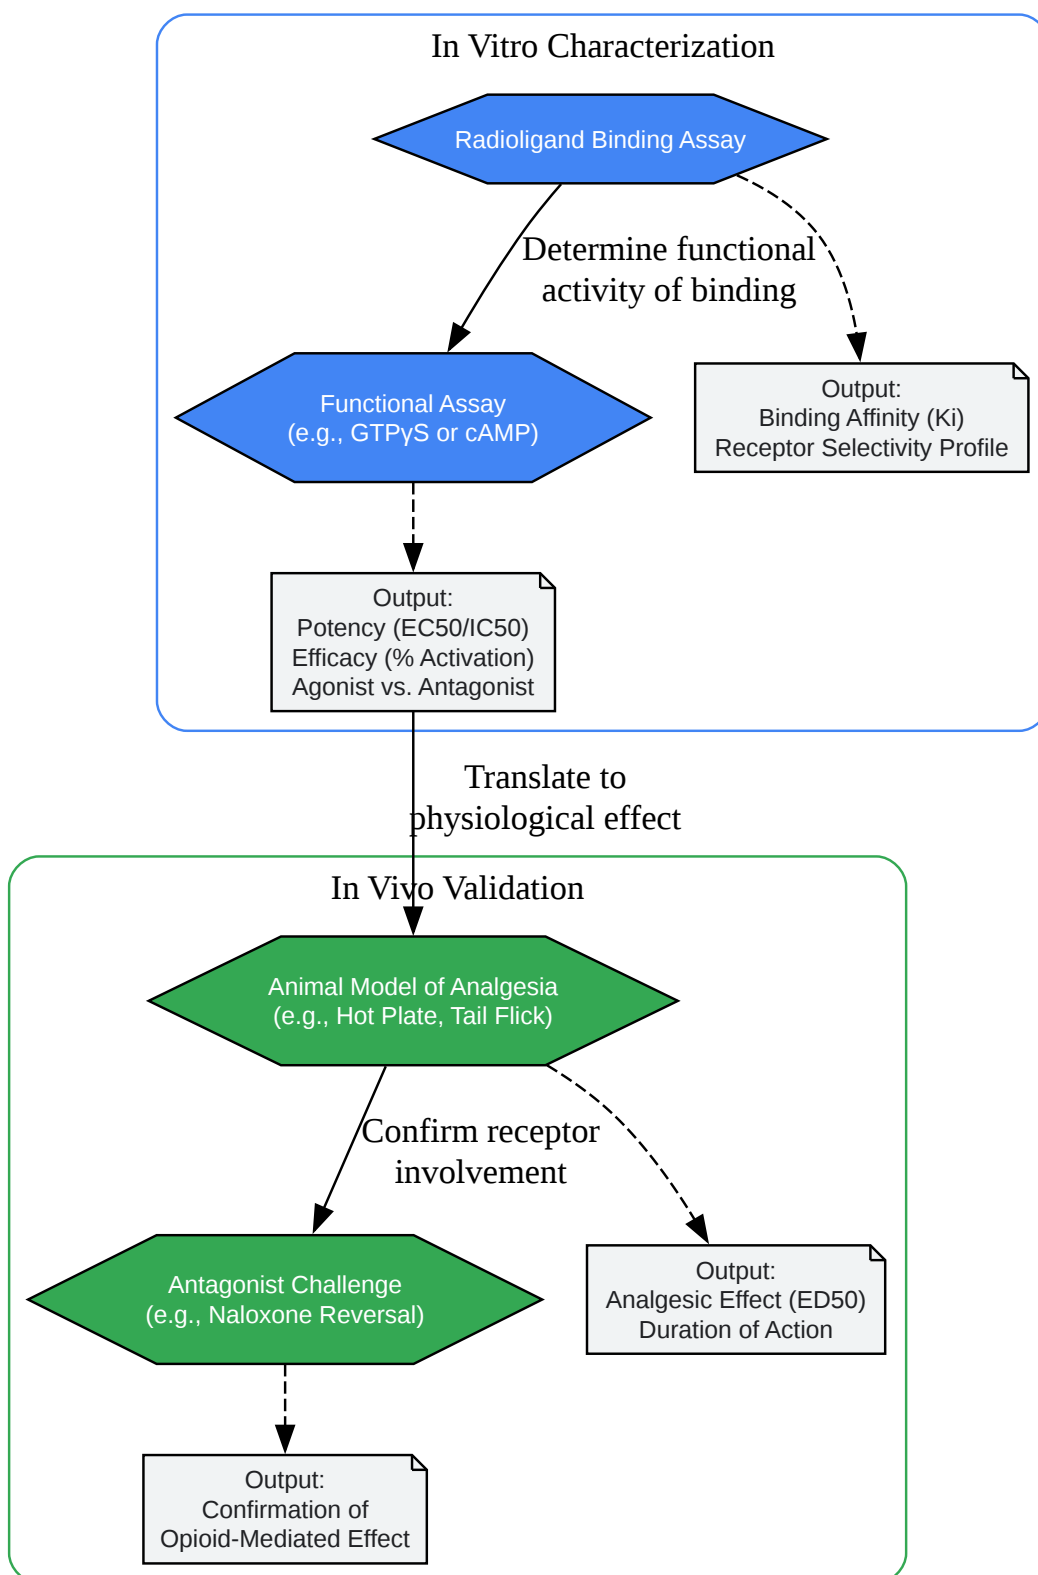 In Vitro Characterization
Radioligand Binding Assay
Determine functional
activity of binding
Functional Assay
(e.g., GTPγS or cAMP)
Output:
Binding Affinity (Ki)
Receptor Selectivity Profile
Output:
Potency (EC50/IC50)
Efficacy (% Activation)
Agonist vs. Antagonist
Translate to
physiological effect
In Vivo Validation
Animal Model of Analgesia
(e.g., Hot Plate, Tail Flick)
Confirm receptor
involvement
Antagonist Challenge
(e.g., Naloxone Reversal)
Output:
Analgesic Effect (ED50)
Duration of Action
Output:
Confirmation of
Opioid-Mediated Effect